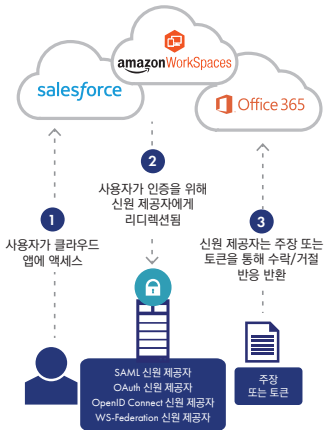 salesforce
amazon WorkSpaces
Office 365
1
사용자가 클라우드
앱에 액세스
2
사용자가 인증을 위해
신원 제공자에게
리디렉션됨
3
신원 제공자는 주장 또는
토큰을 통해 수락/거절
반응 반환
SAML 신원 제공자
OAuth 신원 제공자
OpenID Connect 신원 제공자
WS-Federation 신원 제공자
주장
또는 토큰